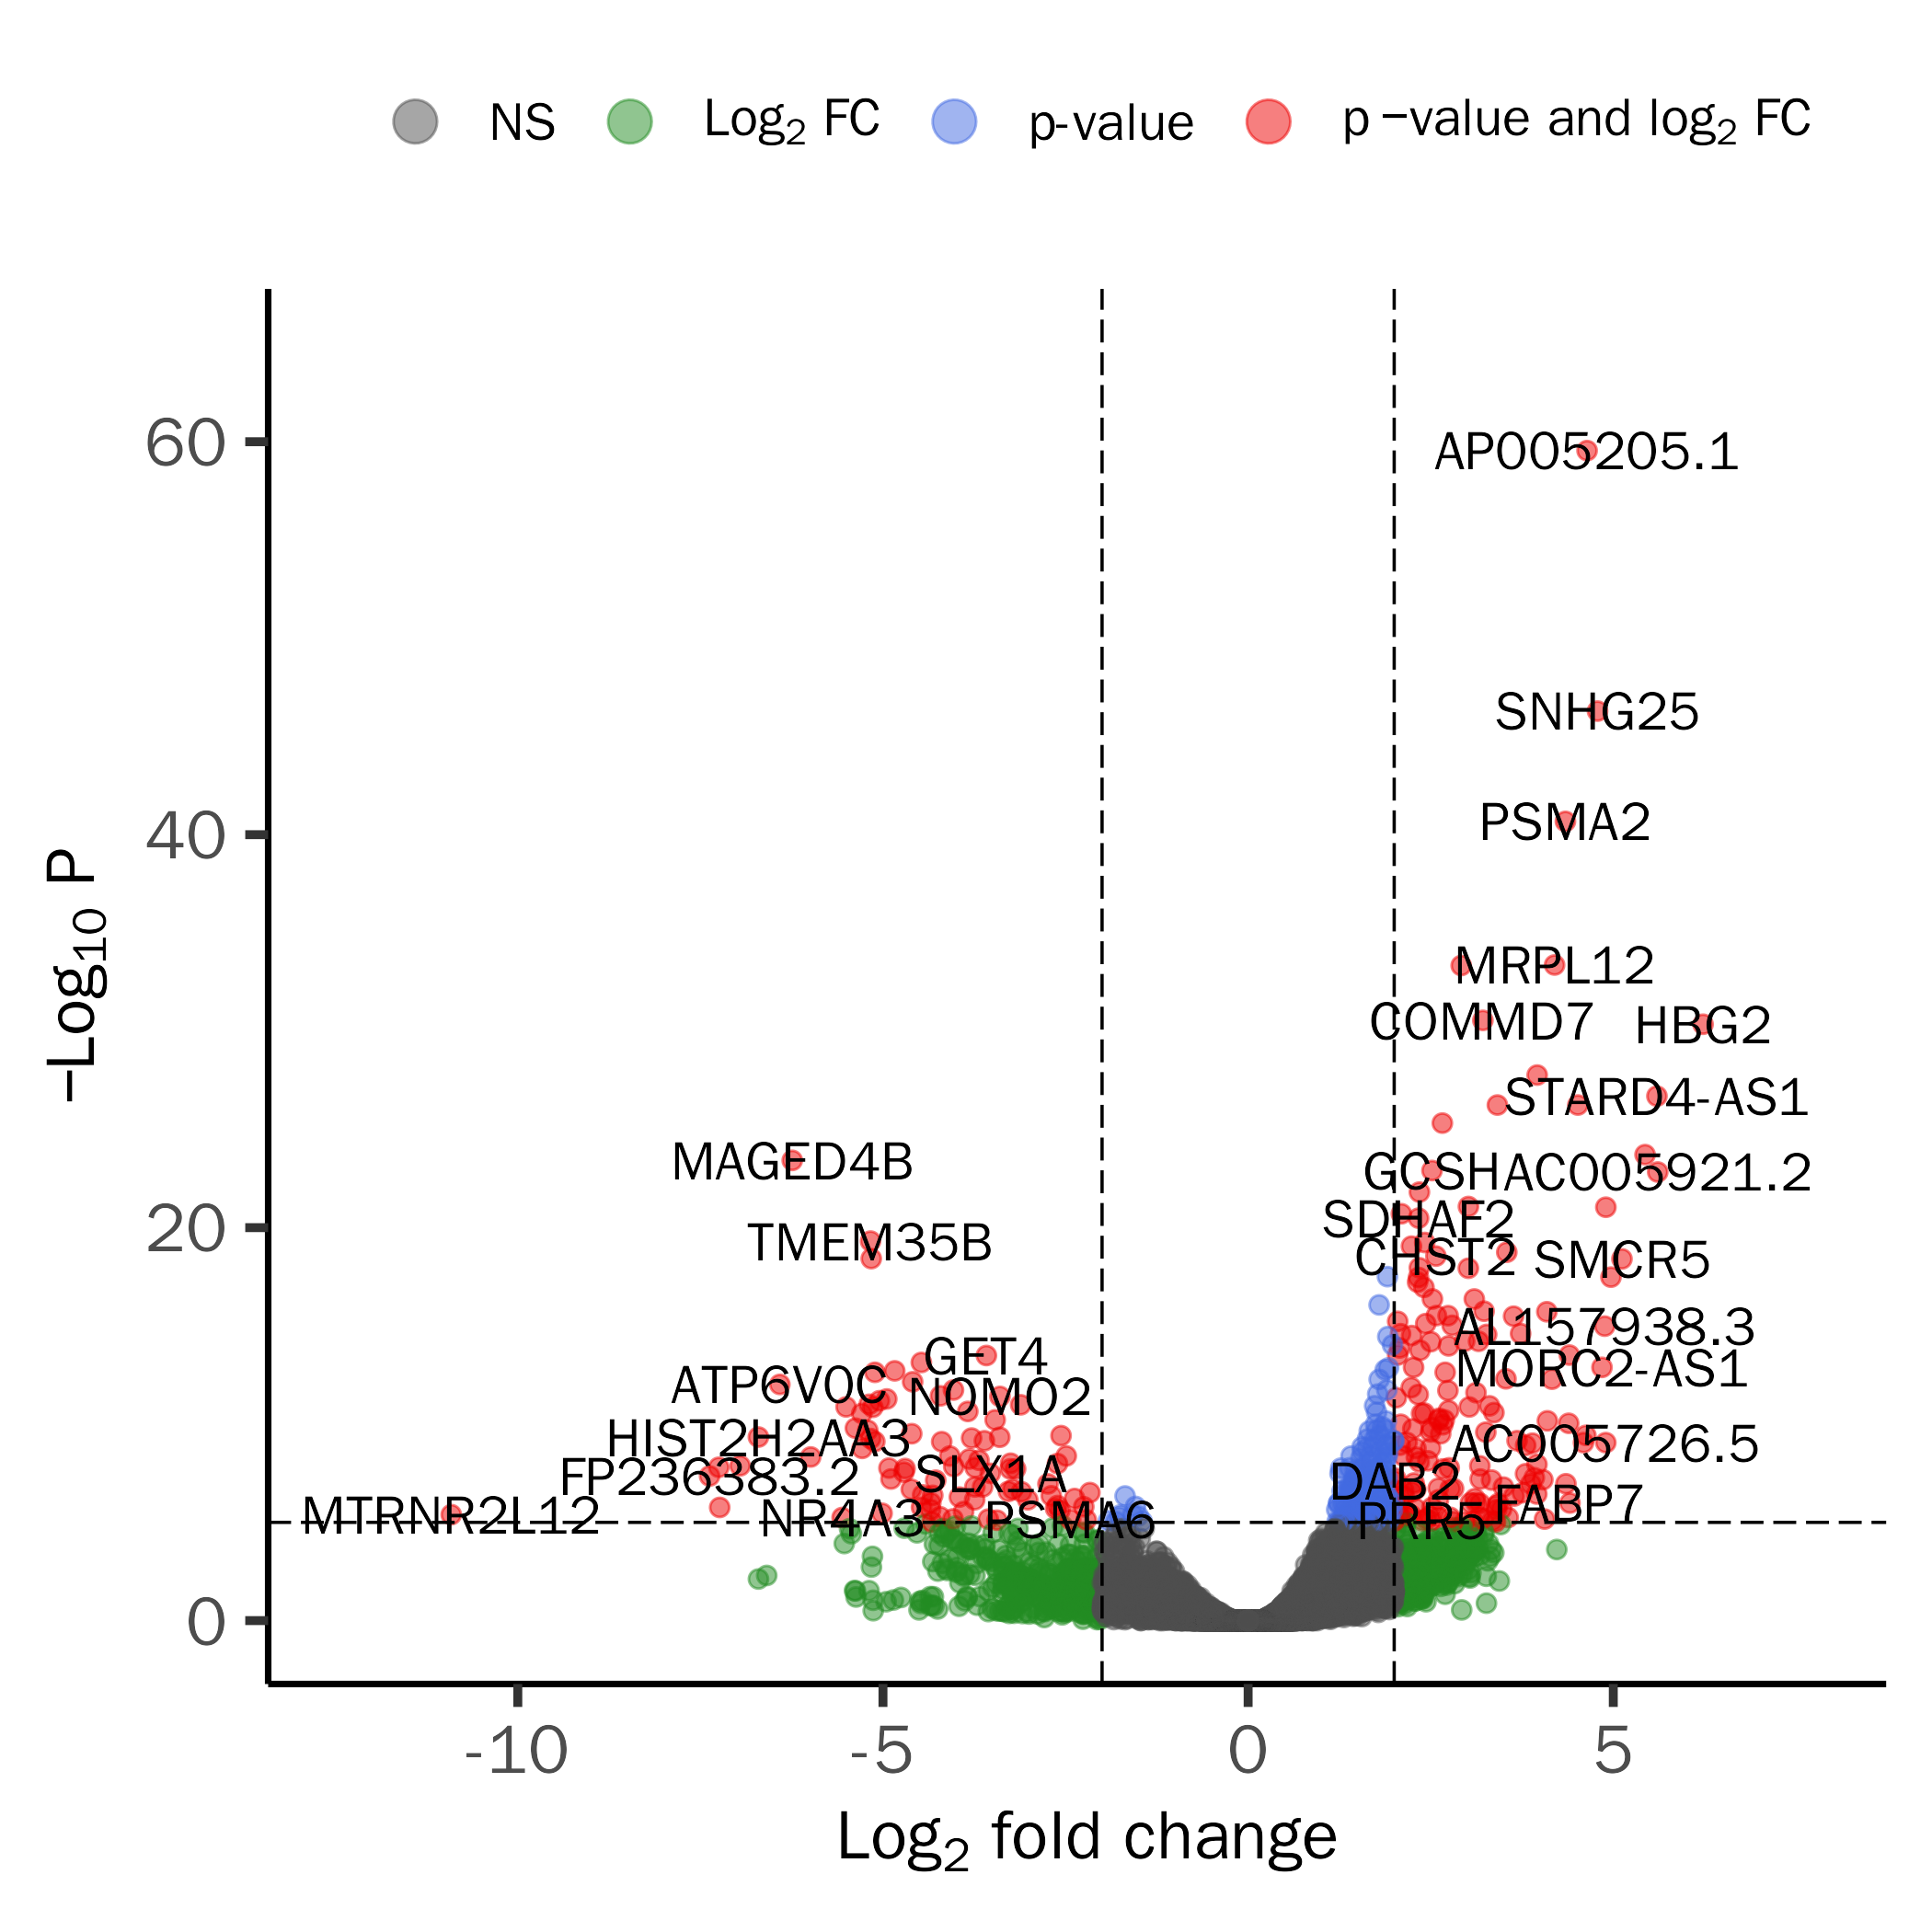 NS Log2 FC p-value p −value and log2 FC
60
AP005205.1
SNHG25
40
PSMA2
−Log10 P
MRPL12
COMMD7 HBG2
STARD4-AS1
MAGED4B GCSH AC005921.2
20
SDHAF2
TMEM35B CHST2 SMCR5
AL157938.3
GET4
ATP6V0C NOMO2 MORC2-AS1
HIST2H2AA3 AC005726.5
FP236383.2 SLX1A DAB2
MTRNR2L12 NR4A3 PSMA6 PRR5 FABP7
0
-10 -5 0 5
Log2 fold change